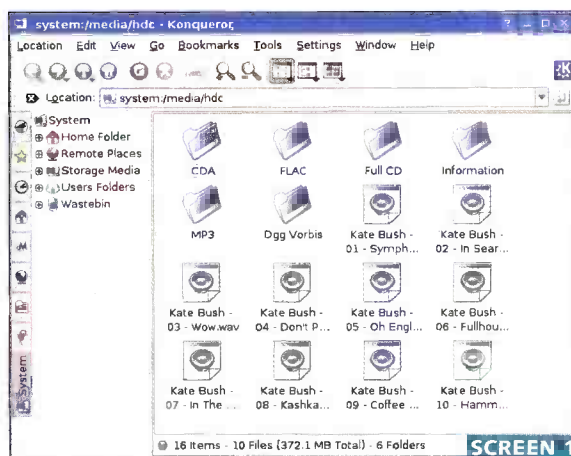 system:/media/hdc - Konqueror
Location Edit View Go Bookmarks Tools Settings Window Help
Location: system:/media/hdc
System
Home Folder
Remote Places
Storage Media
Users Folders
Wastebin
System
CDA FLAC Full CD Information
MP3 Ogg Vorbis Kate Bush - 01 - Symph... Kate Bush - 02 - In Sear...
Kate Bush - 03 - Wow.wav Kate Bush - 04 - Don't P... Kate Bush - 05 - Oh Engl... Kate Bush - 06 - Fullhou...
Kate Bush - 07 - In The ... Kate Bush - 08 - Kashka... Kate Bush - 09 - Coffee ... Kate Bush - 10 - Hamm...
16 Items - 10 Files (372.1 MB Total) - 6 Folders
SCREEN 1